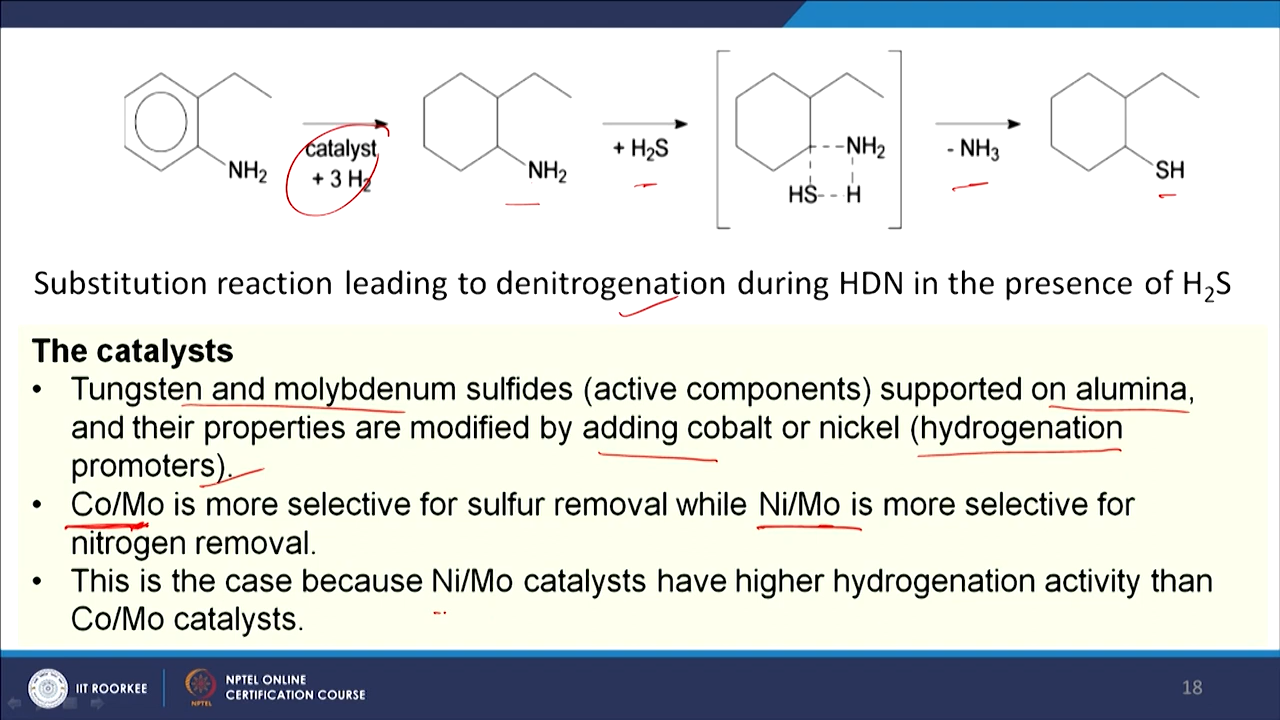 NH2
catalyst
+ 3 H2
NH2
+ H2S
NH2
HS H
- NH3
SH
Substitution reaction leading to denitrogenation during HDN in the presence of H2S
The catalysts
• Tungsten and molybdenum sulfides (active components) supported on alumina,
and their properties are modified by adding cobalt or nickel (hydrogenation
promoters).
• Co/Mo is more selective for sulfur removal while Ni/Mo is more selective for
nitrogen removal.
• This is the case because Ni/Mo catalysts have higher hydrogenation activity than
Co/Mo catalysts.
IIT ROORKEE
NPTEL
NPTEL ONLINE
CERTIFICATION COURSE
18